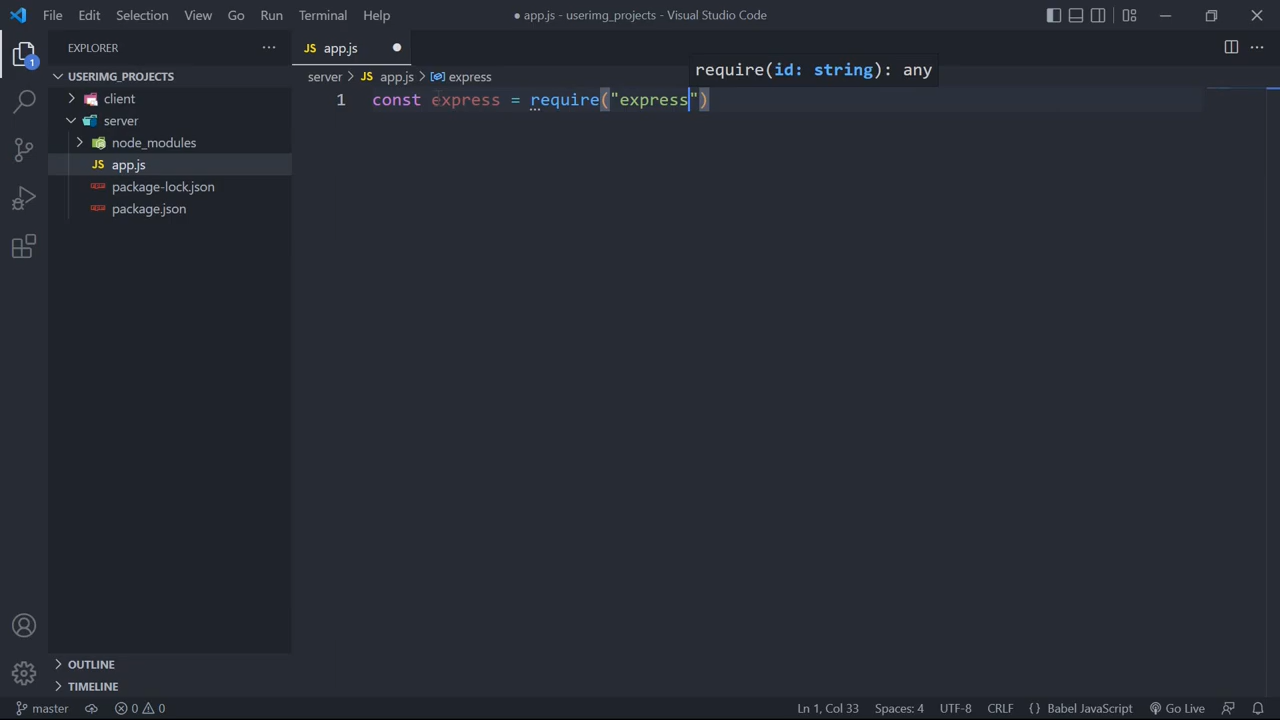 File Edit Selection View Go Run Terminal Help
● app.js - userimg_projects - Visual Studio Code
1
EXPLORER
USERIMG_PROJECTS
client
server
node_modules
JS app.js
package-lock.json
package.json
OUTLINE
TIMELINE
JS app.js
server > JS app.js > express
require(id: string): any
1 const express = require("express")
master
0 0
Ln 1, Col 33
Spaces: 4
UTF-8
CRLF
{ } Babel JavaScript
Go Live